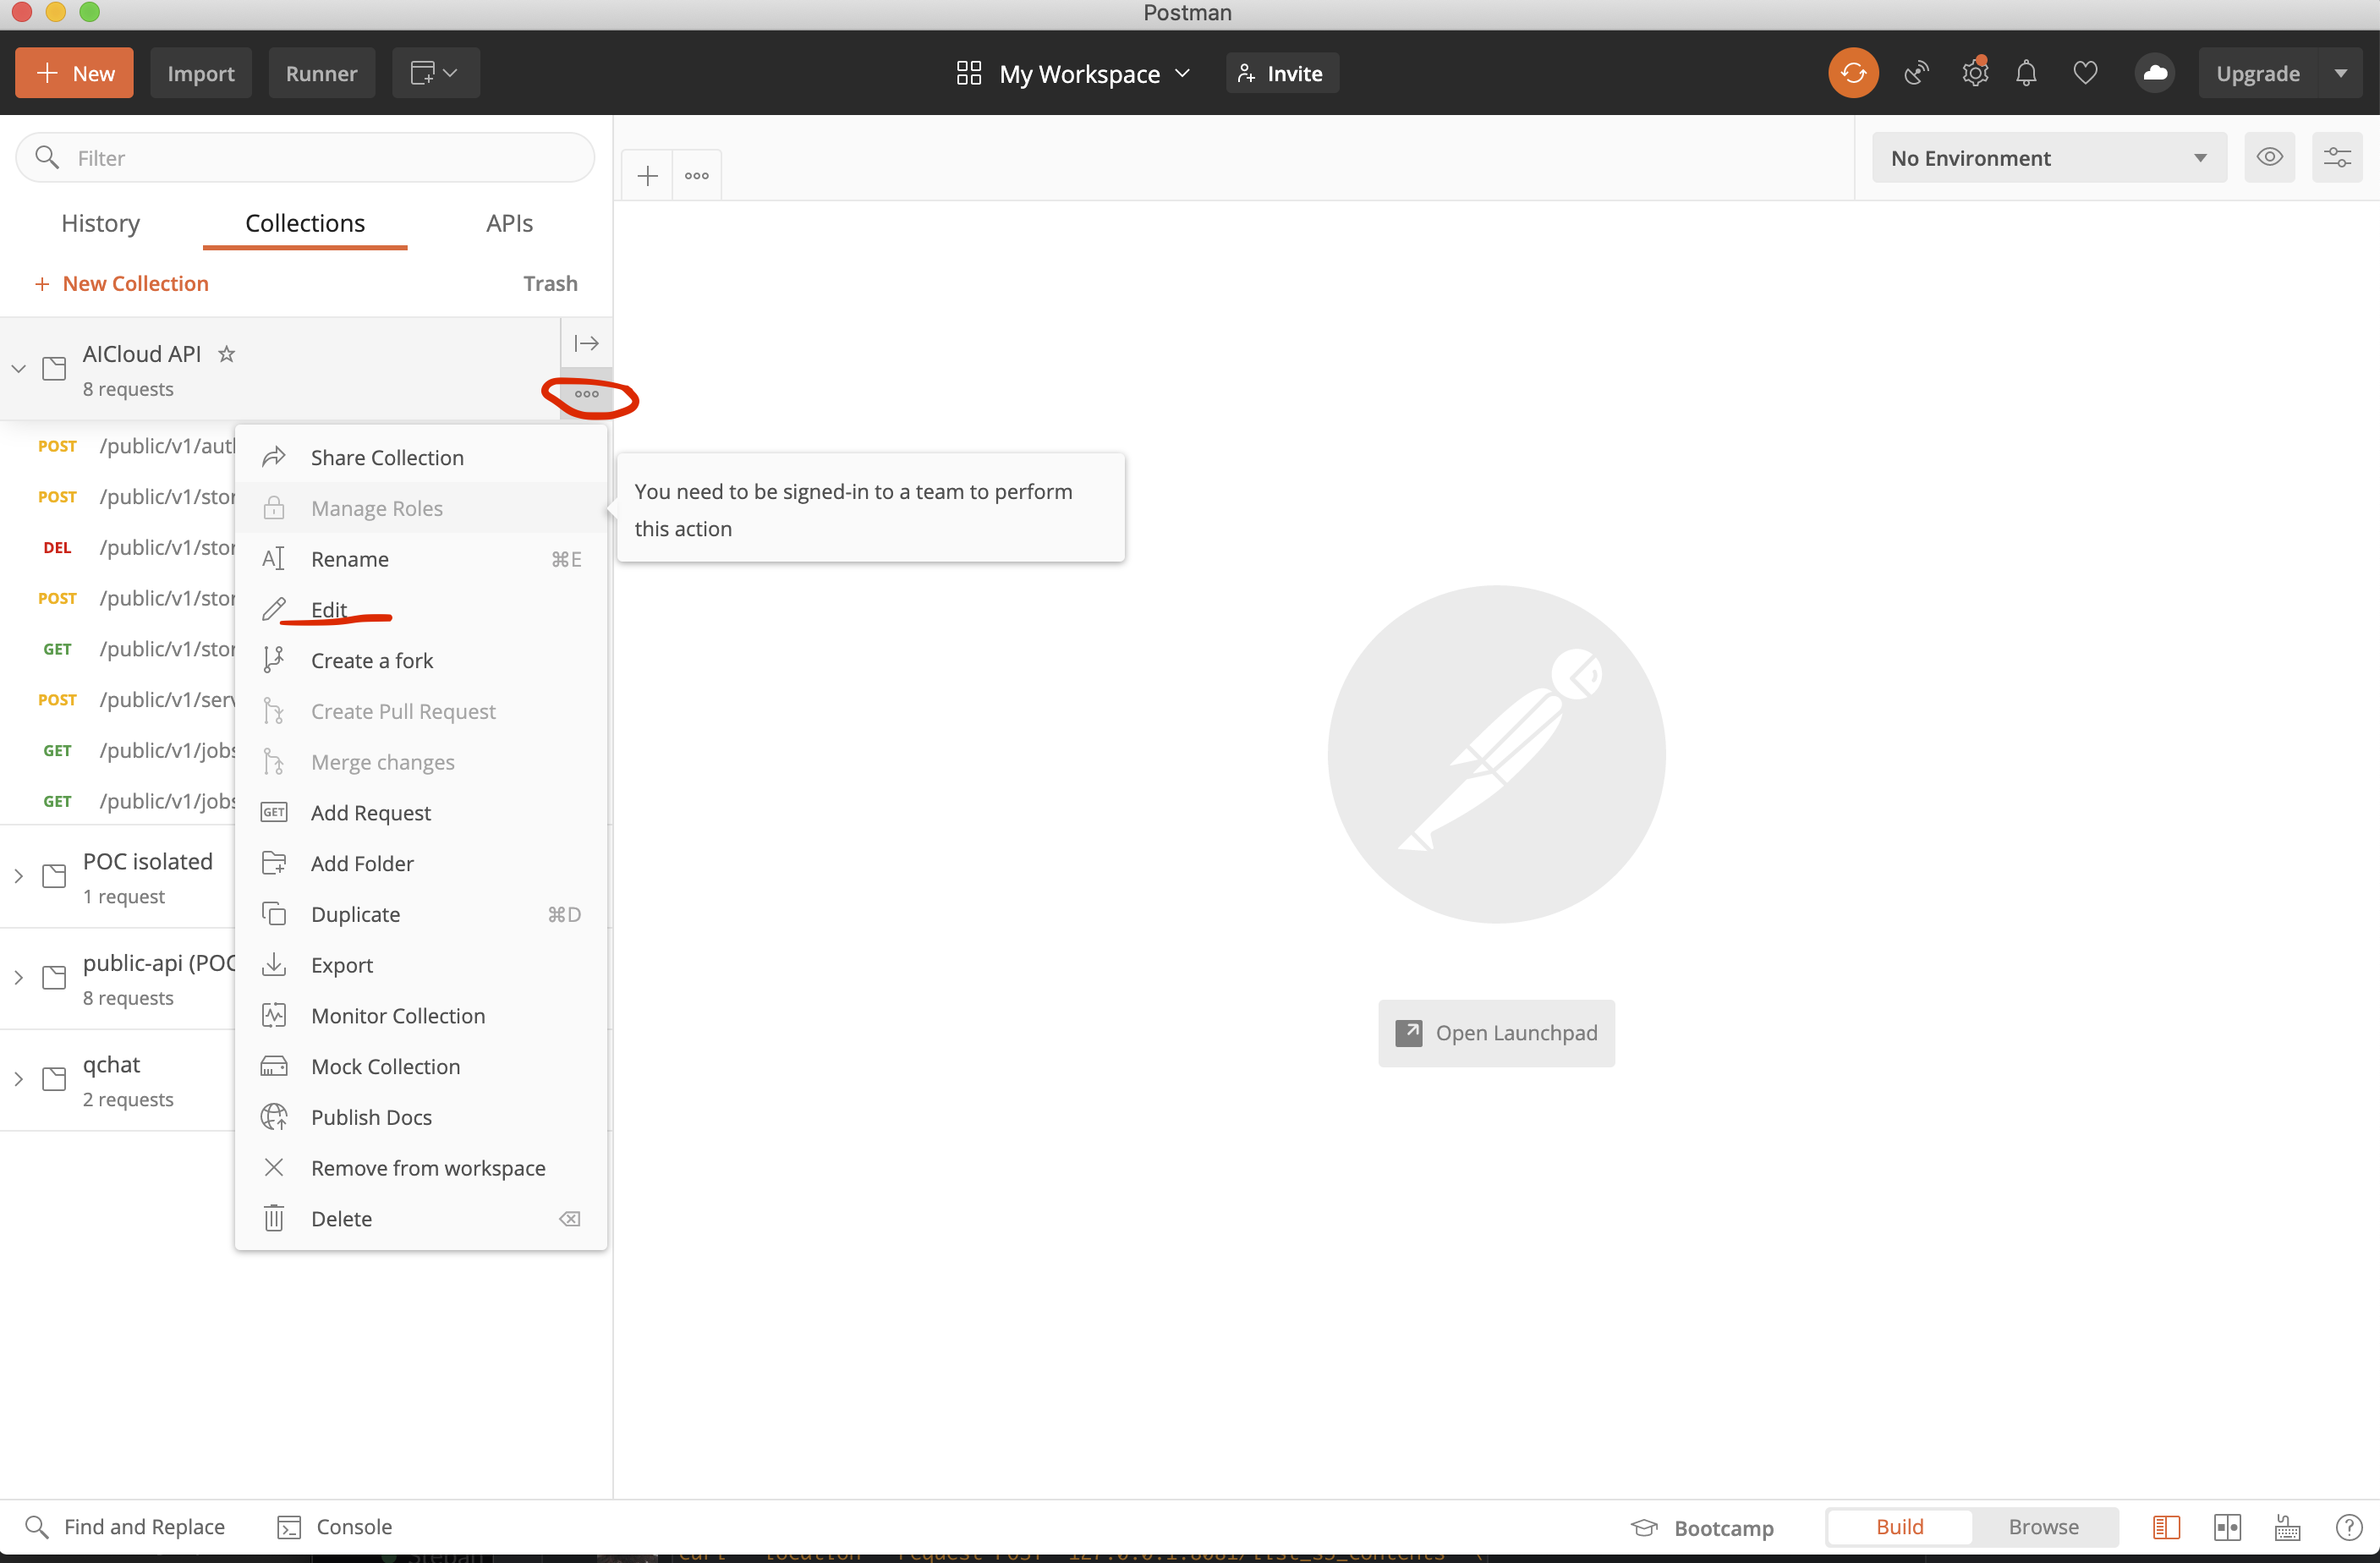 Postman
New
Import
Runner
My Workspace
Invite
Upgrade
Filter
No Environment
History
Collections
APIs
+ New Collection
Trash
AICloud API
8 requests
POST /public/v1/auth
POST /public/v1/stor
DEL /public/v1/stor
POST /public/v1/stor
GET /public/v1/stor
POST /public/v1/serv
GET /public/v1/jobs
GET /public/v1/jobs
POC isolated
1 request
public-api (POC
8 requests
qchat
2 requests
Share Collection
Manage Roles
Rename ⌘E
Edit
Create a fork
Create Pull Request
Merge changes
GET Add Request
Add Folder
Duplicate ⌘D
Export
Monitor Collection
Mock Collection
Publish Docs
Remove from workspace
Delete
You need to be signed-in to a team to perform
this action
Open Launchpad
Find and Replace
Console
Bootcamp
Build
Browse